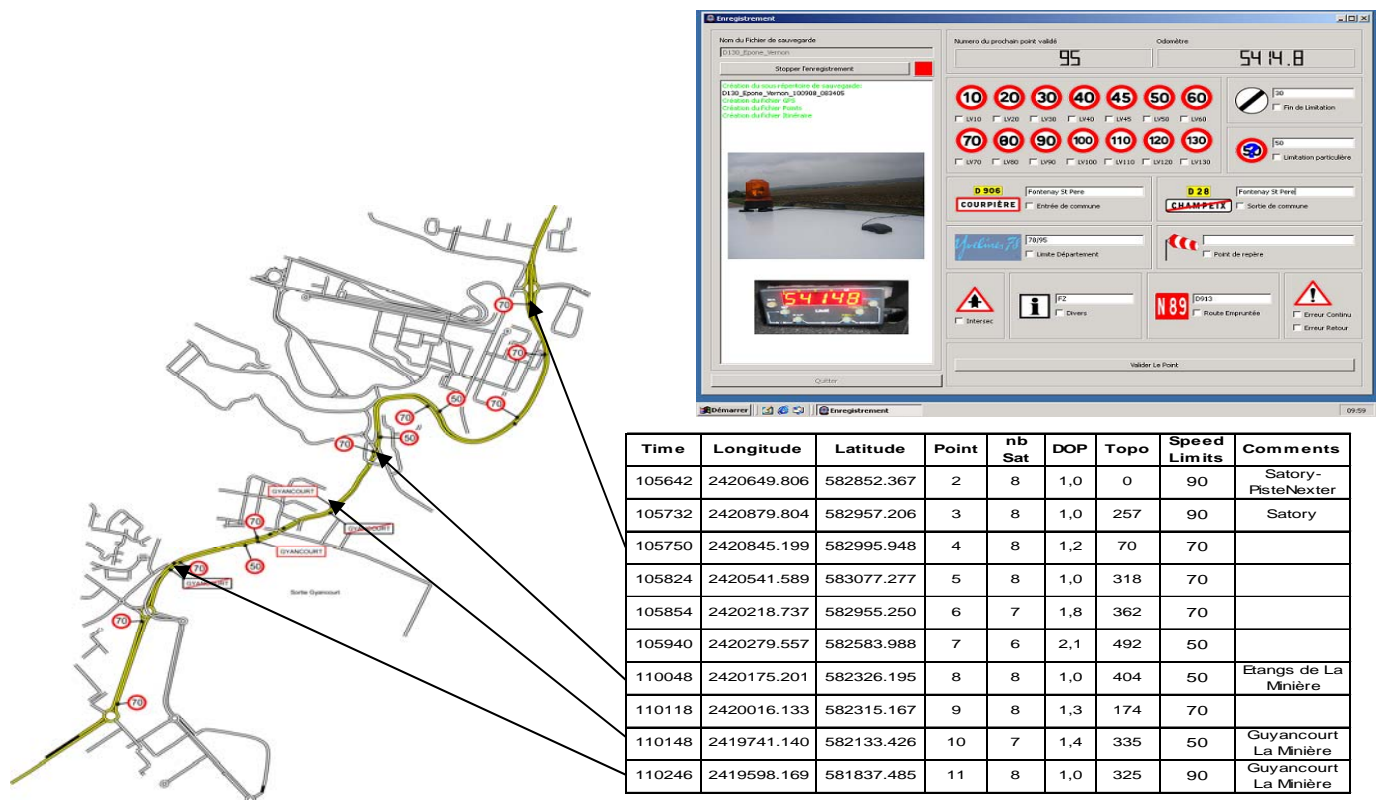 Enregistrement
Nom du Fichier de sauvegarde
D130_Epone_Vernon
Stopper l'enregistrement
Création du sous répertoire de sauvegarde:
D130_Epone_Vernon_100908_083405
Création du fichier GPS
Création du fichier Points
Création du fichier Itinéraire
54148
Quitter
Numero du prochain point validé
95
Odomètre
5414.8
10 20 30 40 45 50 60
LV10 LV20 LV30 LV40 LV45 LV50 LV60
70 80 90 100 110 120 130
LV70 LV80 LV90 LV100 LV110 LV120 LV130
30
Fin de Limitation
50
50
Limitation particulière
D 906
COURPIÈRE
Fontenay St Pere
Entrée de commune
D 28
CHAMPEIX
Fontenay St Pere
Sortie de commune
Yvelines 78
78/95
Limite Département
Point de repère
Intersec
i
FZ
Divers
N 89
D913
Route Empruntée
Erreur Continu
Erreur Retour
Valider Le Point
Démarrer
Enregistrement
09:59
70
70
50
70
70
50
70
GYANCOURT
70
GYANCOURT
GYANCOURT
50
70
GYANCOURT
Sortie Gyancourt
70
70
Time Longitude Latitude Point nb Sat DOP Topo Speed Limits Comments
105642 2420649.806 582852.367 2 8 1,0 0 90 Satory-PisteNexter
105732 2420879.804 582957.206 3 8 1,0 257 90 Satory
105750 2420845.199 582995.948 4 8 1,2 70 70
105824 2420541.589 583077.277 5 8 1,0 318 70
105854 2420218.737 582955.250 6 7 1,8 362 70
105940 2420279.557 582583.988 7 6 2,1 492 50
110048 2420175.201 582326.195 8 8 1,0 404 50 Etangs de La Minière
110118 2420016.133 582315.167 9 8 1,3 174 70
110148 2419741.140 582133.426 10 7 1,4 335 50 Guyancourt La Minière
110246 2419598.169 581837.485 11 8 1,0 325 90 Guyancourt La Minière